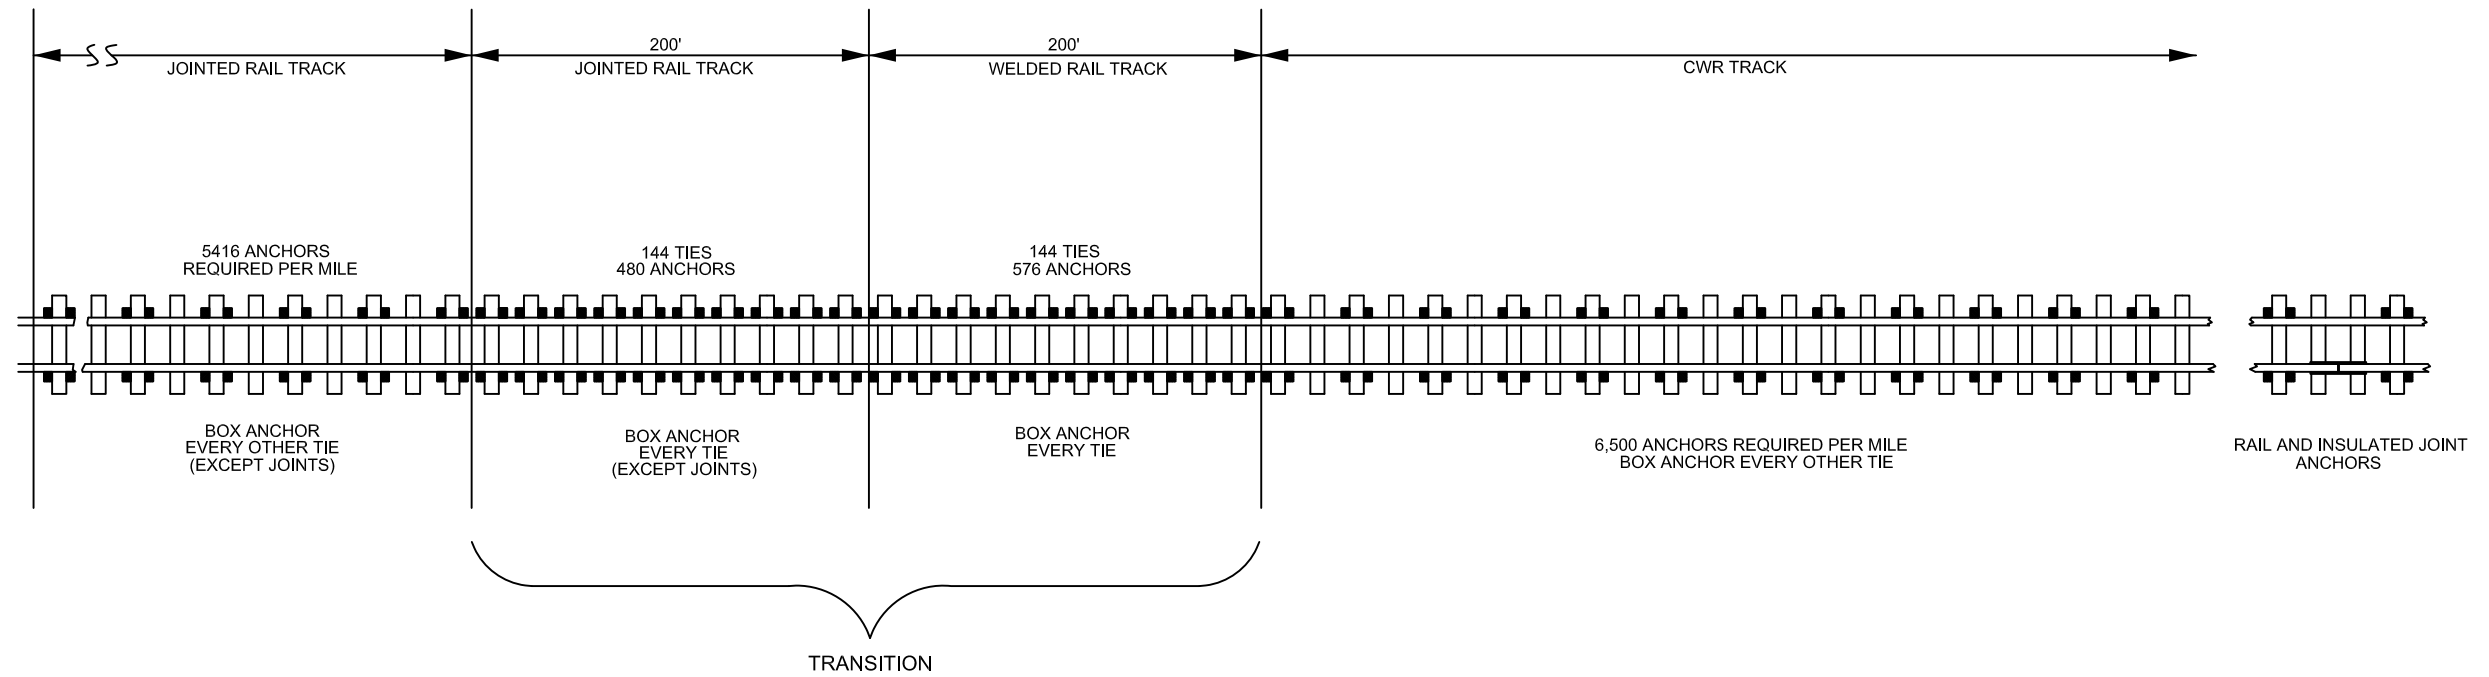 200'
200'
JOINTED RAIL TRACK
JOINTED RAIL TRACK
WELDED RAIL TRACK
CWR TRACK
5416 ANCHORS
REQUIRED PER MILE
144 TIES
480 ANCHORS
144 TIES
576 ANCHORS
BOX ANCHOR
EVERY OTHER TIE
(EXCEPT JOINTS)
BOX ANCHOR
EVERY TIE
(EXCEPT JOINTS)
BOX ANCHOR
EVERY TIE
6,500 ANCHORS REQUIRED PER MILE
BOX ANCHOR EVERY OTHER TIE
RAIL AND INSULATED JOINT
ANCHORS
TRANSITION